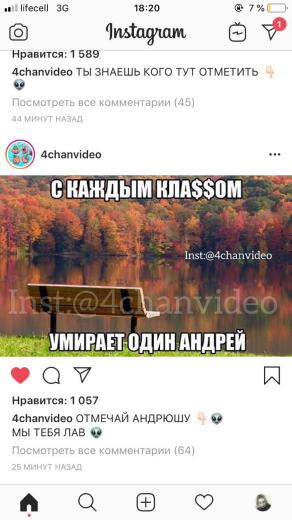 lifecell 3G 18:20 7 %
Instagram 1
Нравится: 1 589
4chanvideo ТЫ ЗНАЕШЬ КОГО ТУТ ОТМЕТИТЬ 👇🏻
👽
Посмотреть все комментарии (45)
44 МИНУТ НАЗАД
4chanvideo
С КАЖДЫМ КЛА$$ОМ
Inst:@4chanvideo
Inst:@4chanvideo
УМИРАЕТ ОДИН АНДРЕЙ
Нравится: 1 057
4chanvideo ОТМЕЧАЙ АНДРЮШУ 👇🏻 👽
МЫ ТЕБЯ ЛАВ 👽
Посмотреть все комментарии (64)
25 МИНУТ НАЗАД